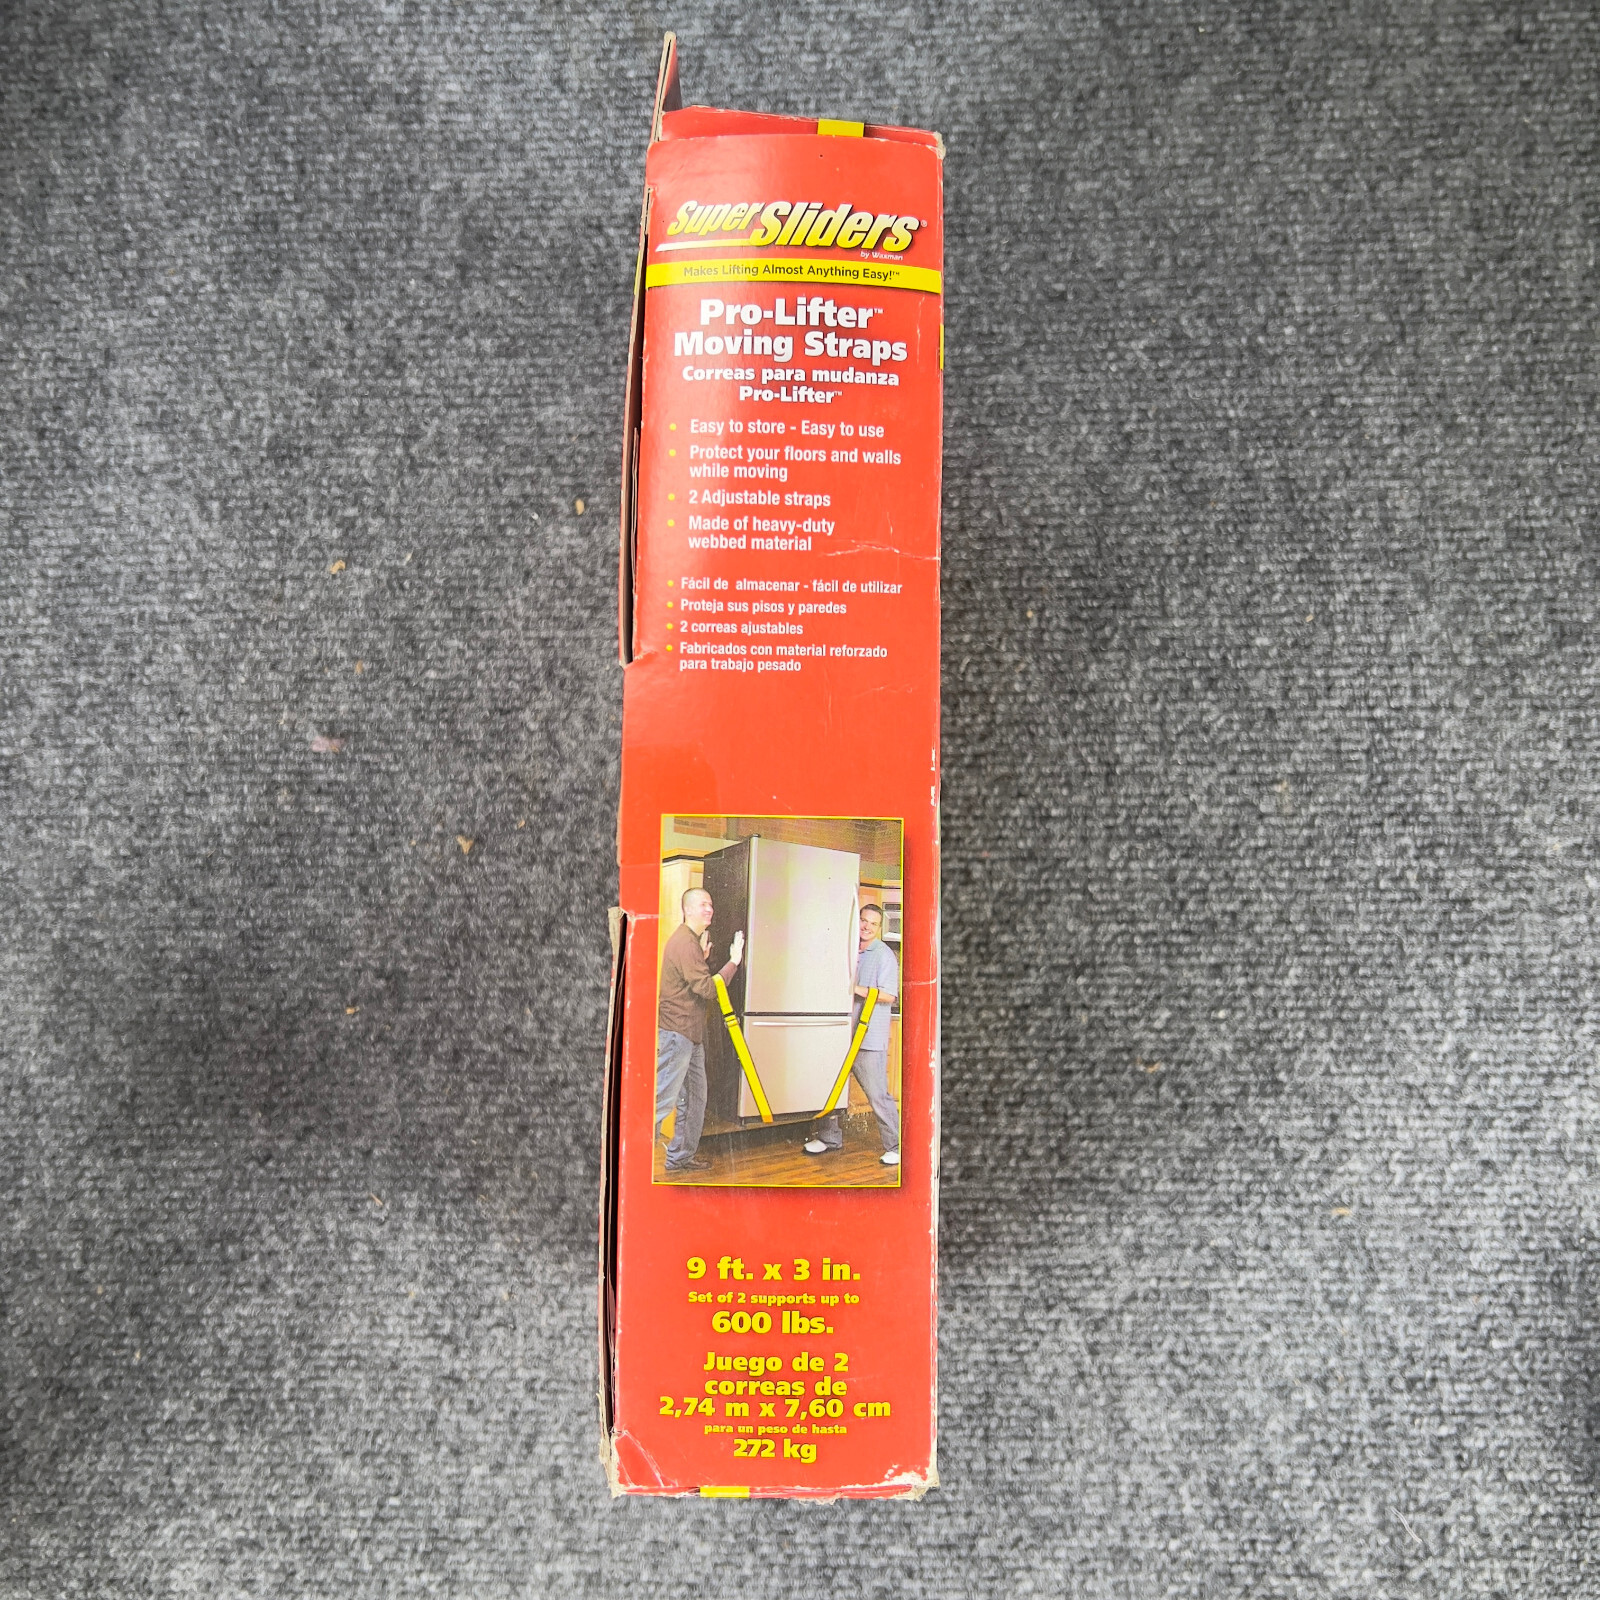 Super Sliders®
by Waxman
Makes Lifting Almost Anything Easy!™
Pro-Lifter™
Moving Straps
Correas para mudanza
Pro-Lifter™
• Easy to store - Easy to use
• Protect your floors and walls
while moving
• 2 Adjustable straps
• Made of heavy-duty
webbed material
• Fácil de almacenar - fácil de utilizar
• Proteja sus pisos y paredes
• 2 correas ajustables
• Fabricados con material reforzado
para trabajo pesado
9 ft. x 3 in.
Set of 2 supports up to
600 lbs.
Juego de 2
correas de
2,74 m x 7,60 cm
para un peso de hasta
272 kg